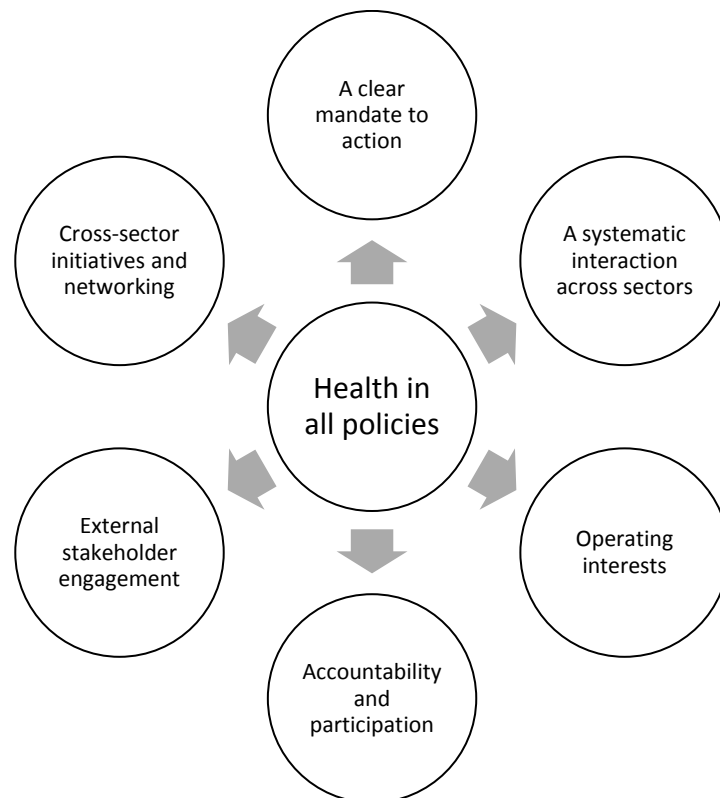 A clear
mandate to
action
Cross-sector
initiatives and
networking
A systematic
interaction
across sectors
Health in
all policies
External
stakeholder
engagement
Operating
interests
Accountability
and
participation